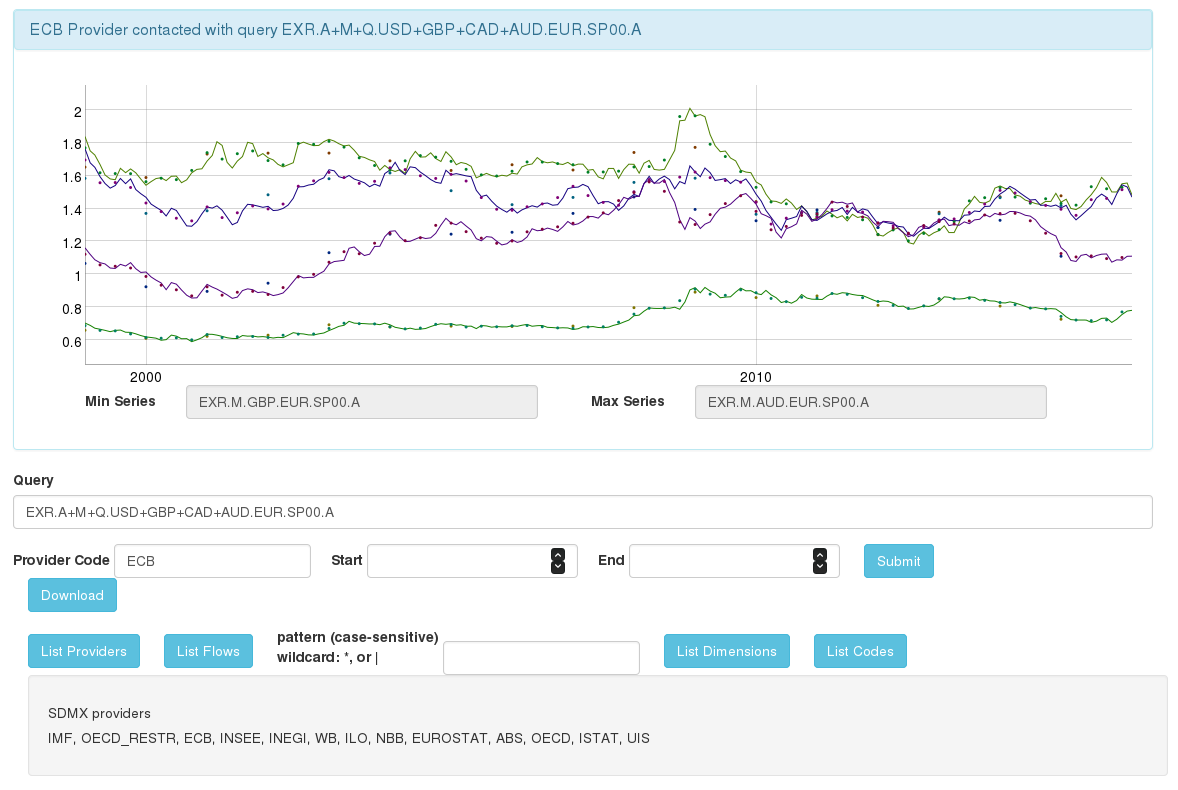 ECB Provider contacted with query EXR.A+M+Q.USD+GBP+CAD+AUD.EUR.SP00.A
2
1.8
1.6
1.4
1.2
1
0.8
0.6
2000 2010
Min Series EXR.M.GBP.EUR.SP00.A Max Series EXR.M.AUD.EUR.SP00.A
Query
EXR.A+M+Q.USD+GBP+CAD+AUD.EUR.SP00.A
Provider Code ECB Start End Submit
Download
List Providers List Flows pattern (case-sensitive)
wildcard: *, or | List Dimensions List Codes
SDMX providers
IMF, OECD_RESTR, ECB, INSEE, INEGI, WB, ILO, NBB, EUROSTAT, ABS, OECD, ISTAT, UIS